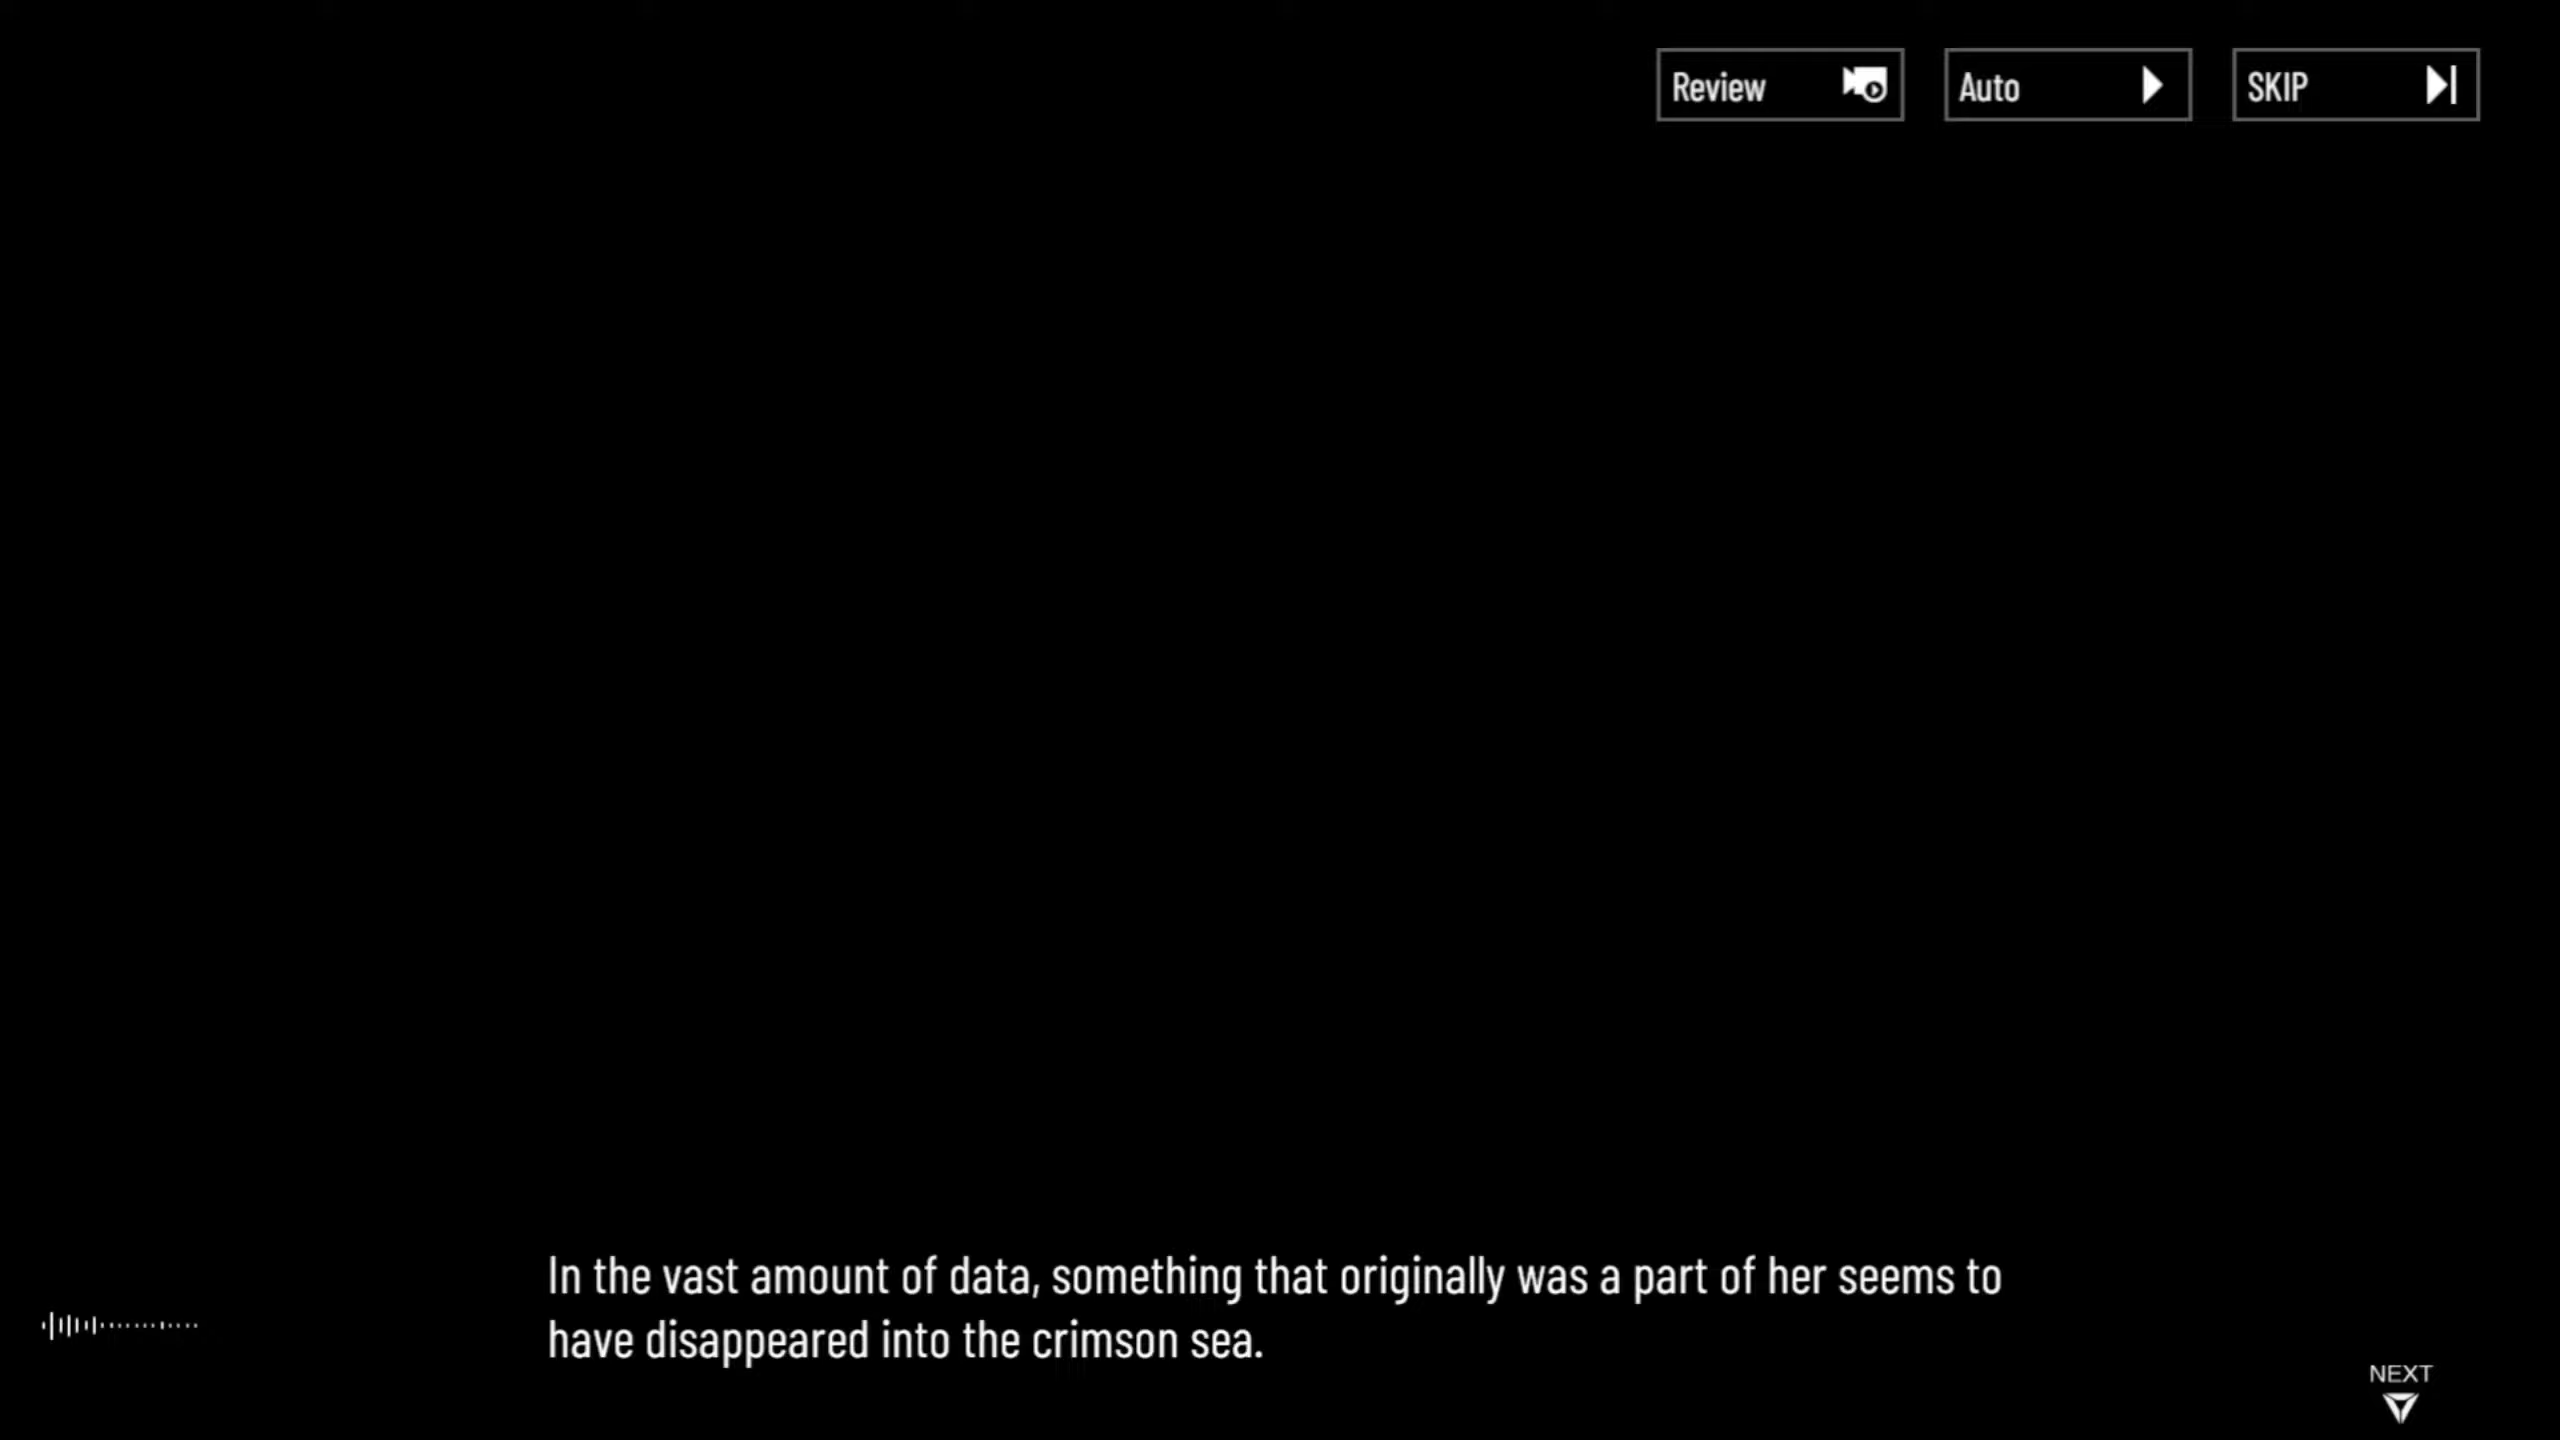 Review
Auto
SKIP
In the vast amount of data, something that originally was a part of her seems to
have disappeared into the crimson sea.
NEXT